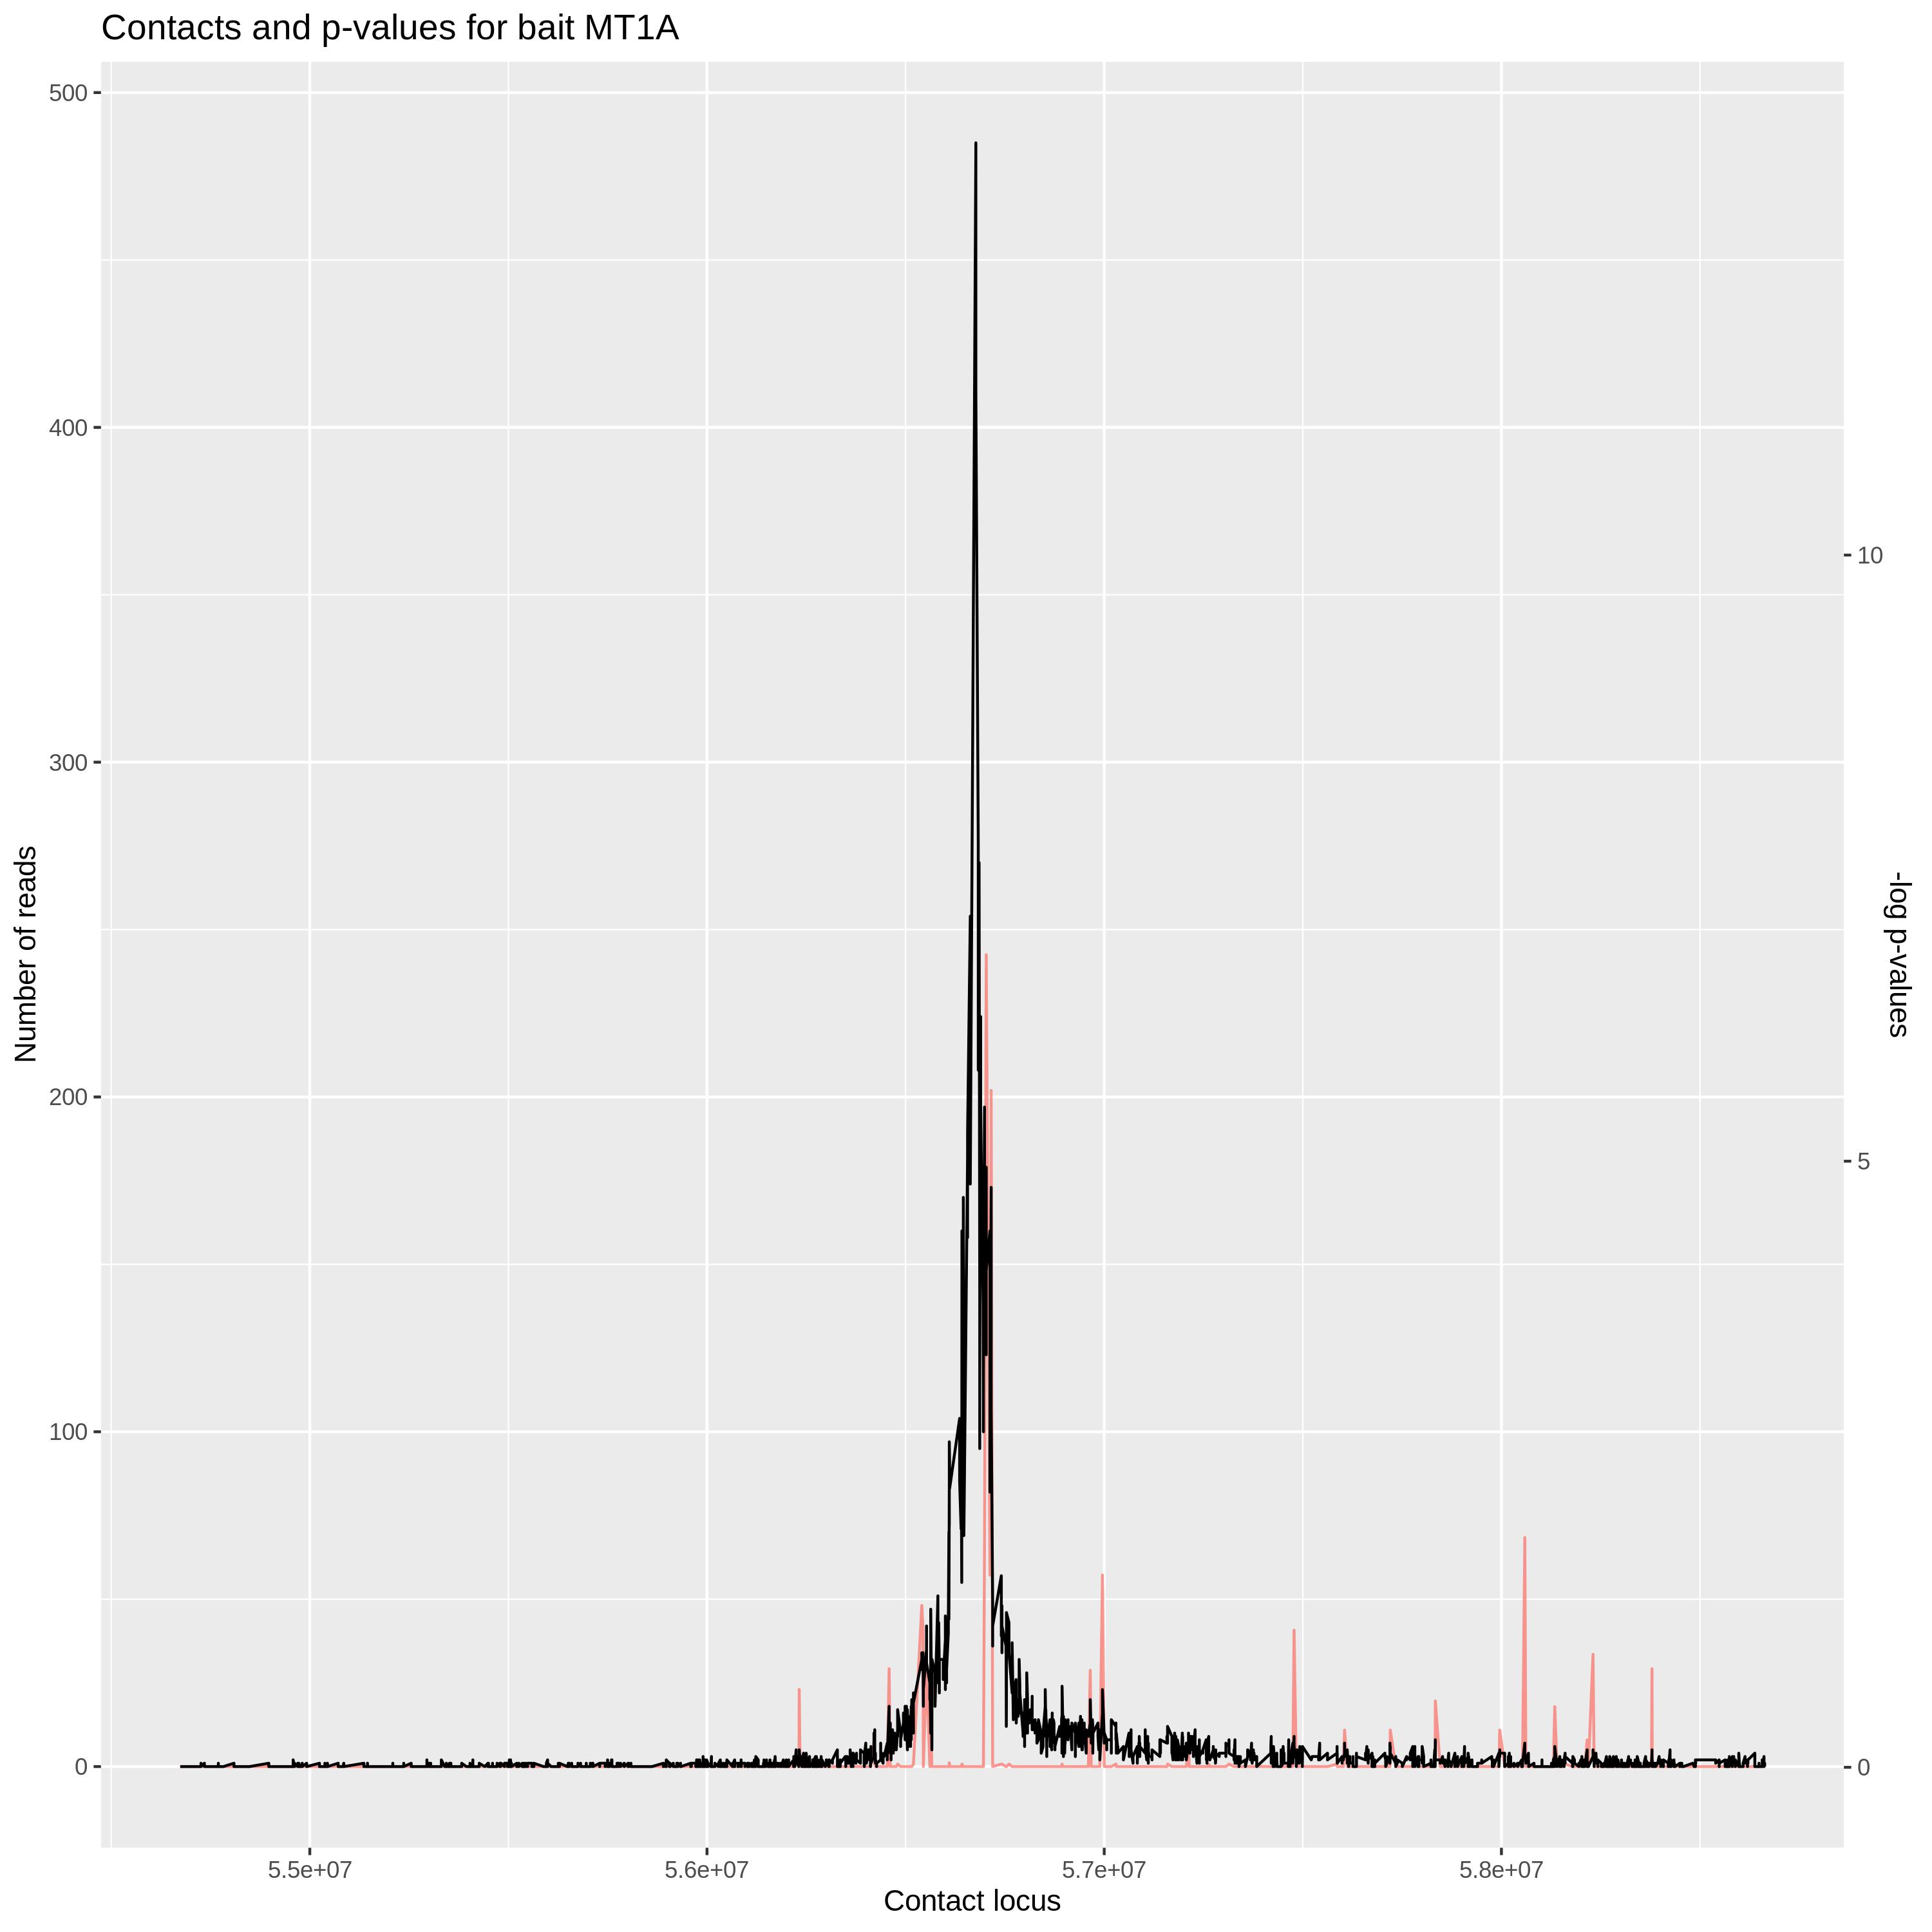 Contacts and p-values for bait MT1A
500
400
300
200
100
0
Number of reads
10
5
0
-log p-values
5.5e+07
5.6e+07
5.7e+07
5.8e+07
Contact locus